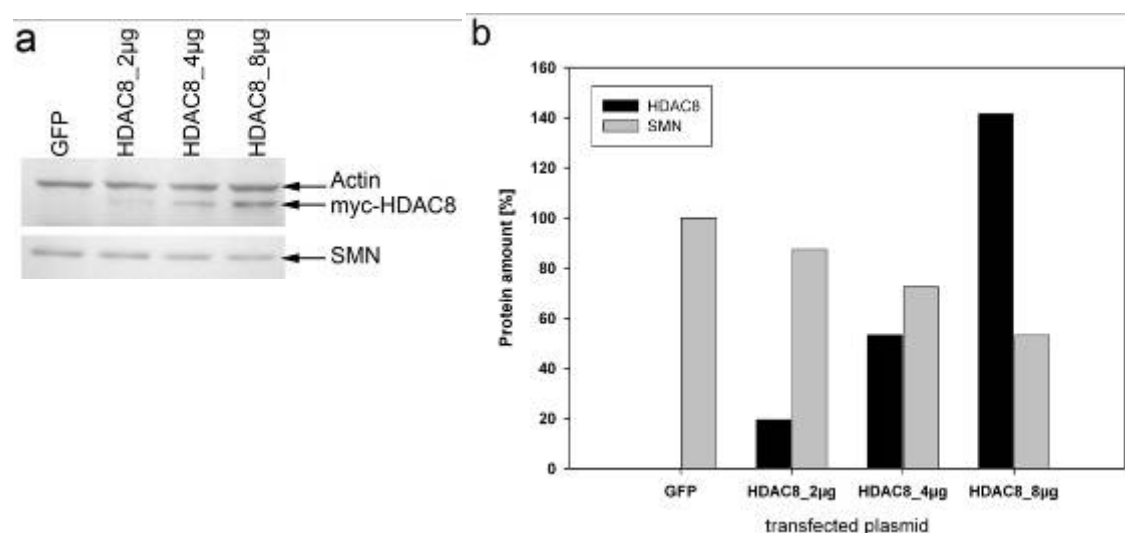 a
GFP
HDAC8_2µg
HDAC8_4µg
HDAC8_8µg
Actin
myc-HDAC8
SMN
b
160
140
120
100
80
60
40
20
0
Protein amount [%]
HDAC8
SMN
GFP
HDAC8_2µg
HDAC8_4µg
HDAC8_8µg
transfected plasmid